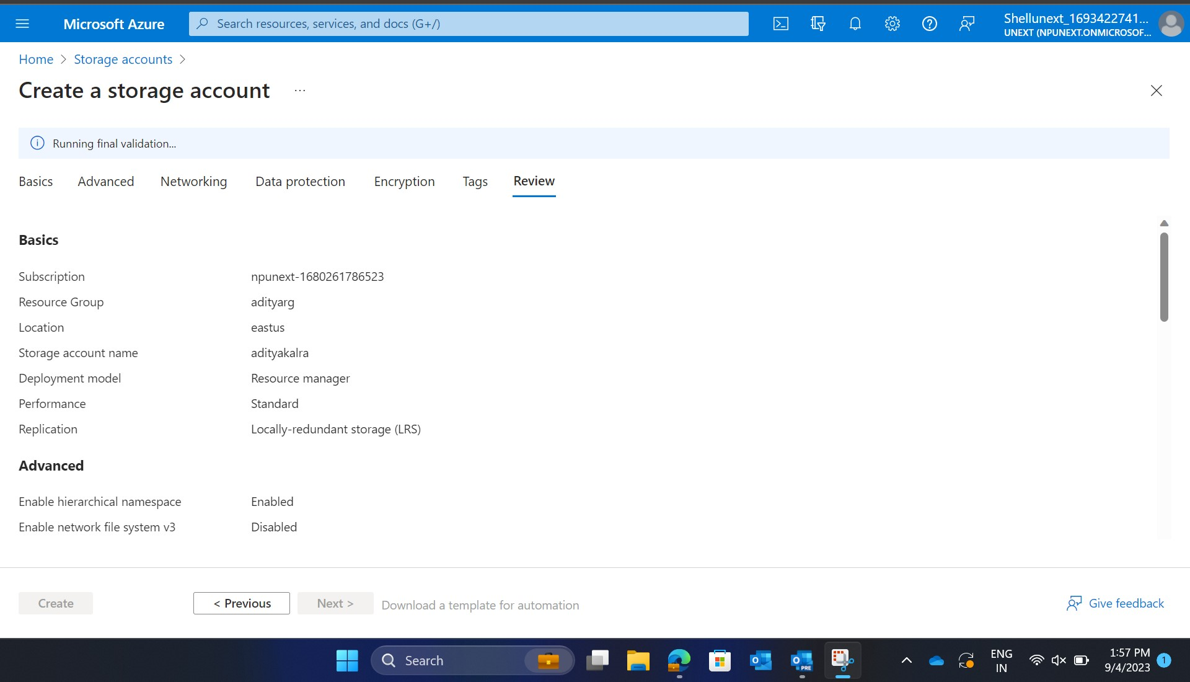 Microsoft Azure
Search resources, services, and docs (G+/)
Shellunext_1693422741...
UNEXT (NPUNEXT.ONMICROSOF...
Home > Storage accounts >
Create a storage account ...
Running final validation...
Basics Advanced Networking Data protection Encryption Tags Review
Basics
Subscription npunext-1680261786523
Resource Group adityarg
Location eastus
Storage account name adityakalra
Deployment model Resource manager
Performance Standard
Replication Locally-redundant storage (LRS)
Advanced
Enable hierarchical namespace Enabled
Enable network file system v3 Disabled
Create < Previous Next > Download a template for automation Give feedback
Search
PRE
ENG
IN
1:57 PM
9/4/2023
1